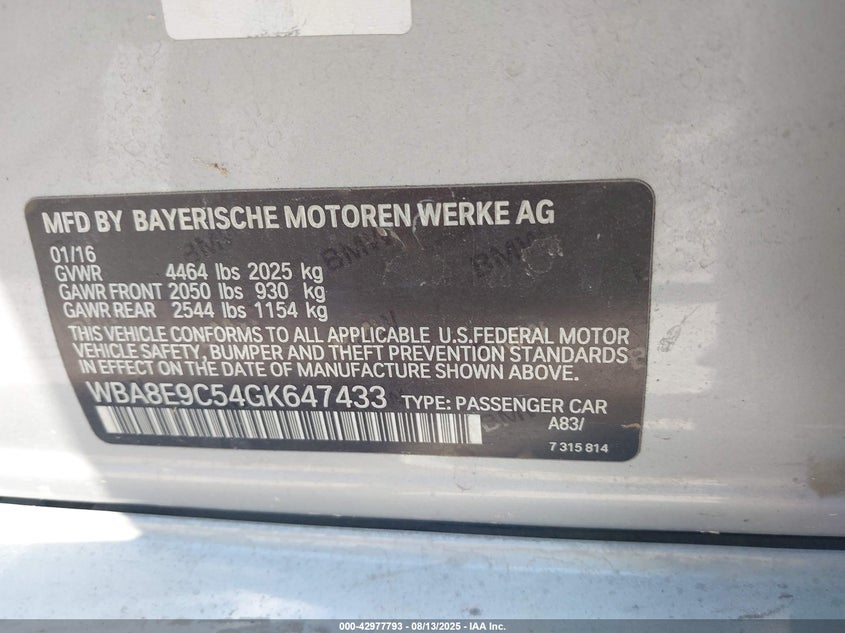 MFD BY BAYERISCHE MOTOREN WERKE AG
01/16
GVWR 4464 lbs 2025 kg
GAWR FRONT 2050 lbs 930 kg
GAWR REAR 2544 lbs 1154 kg
THIS VEHICLE CONFORMS TO ALL APPLICABLE U.S.FEDERAL MOTOR
VEHICLE SAFETY, BUMPER AND THEFT PREVENTION STANDARDS
IN EFFECT ON THE DATE OF MANUFACTURE SHOWN ABOVE.
WBA8E9C54GK647433 TYPE: PASSENGER CAR
A83/
7 315 814
BMW BMW BMW
000-42977793 - 08/13/2025 - IAA Inc.